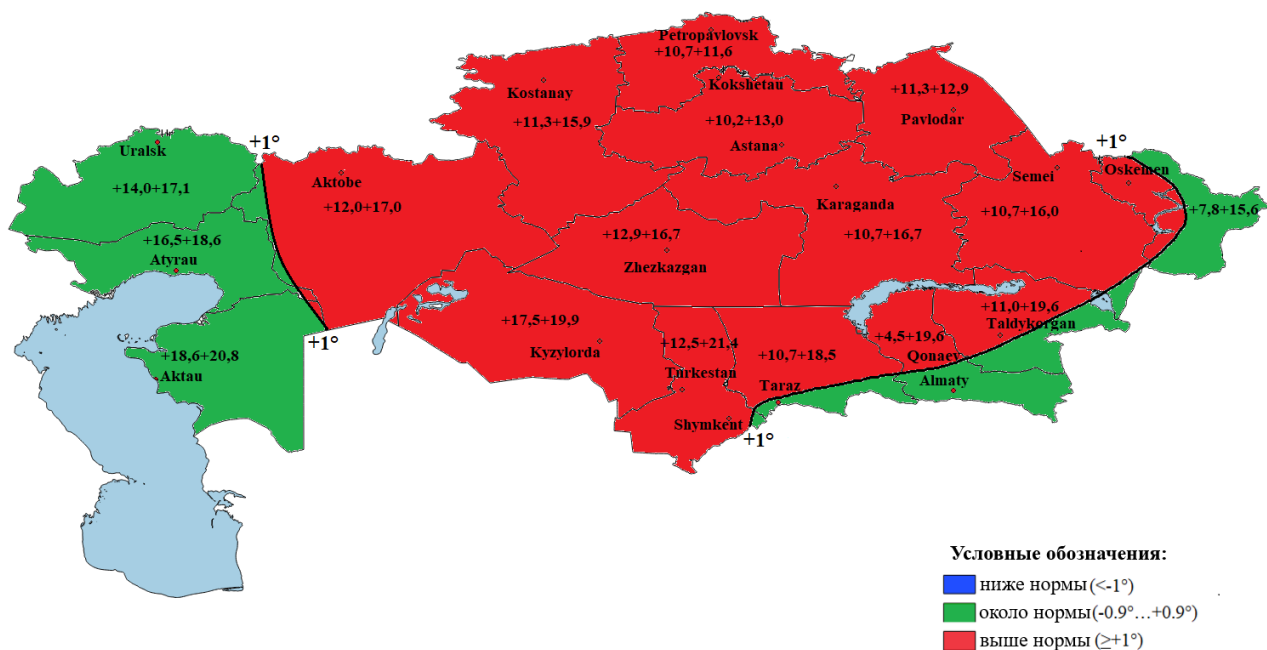 Petropavlovsk
+10,7+11,6
Kokshetau
Kostanay
+11,3+12,9
+11,3+15,9
+10,2+13,0
Pavlodar
+1°
Uralsk
Astana
+1°
Aktobe
Semei
Oskemen
+14,0+17,1
+12,0+17,0
Karaganda
+10,7+16,0
+7,8+15,6
+16,5+18,6
+12,9+16,7
+10,7+16,7
Atyrau
Zhezkazgan
+11,0+19,6
+17,5+19,9
Taldykorgan
+1°
+12,5+21,4
+4,5+19,6
+18,6+20,8
Kyzylorda
+10,7+18,5
Qonaev
Aktau
Turkestan
Taraz
Almaty
Shymkent
+1°
Условные обозначения:
ниже нормы (<-1°)
около нормы (-0.9°...+0.9°)
выше нормы (≥+1°)